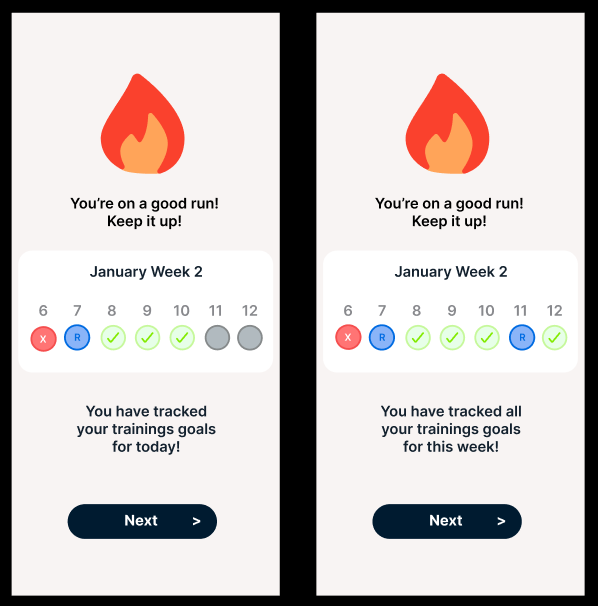 You’re on a good run!
Keep it up!
January Week 2
6 7 8 9 10 11 12
X R
You have tracked
your trainings goals
for today!
Next >
You’re on a good run!
Keep it up!
January Week 2
6 7 8 9 10 11 12
X R R
You have tracked all
your trainings goals
for this week!
Next >